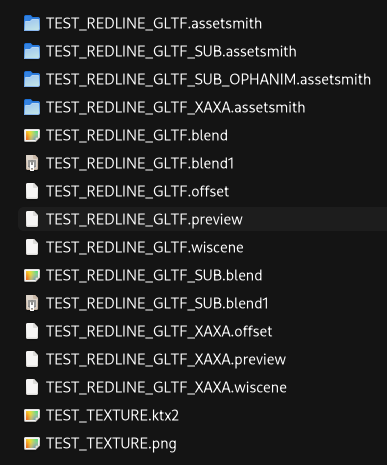 TEST_REDLINE_GLTF.assetsmith
TEST_REDLINE_GLTF_SUB.assetsmith
TEST_REDLINE_GLTF_SUB_OPHANIM.assetsmith
TEST_REDLINE_GLTF_XAXA.assetsmith
TEST_REDLINE_GLTF.blend
TEST_REDLINE_GLTF.blend1
TEST_REDLINE_GLTF.offset
TEST_REDLINE_GLTF.preview
TEST_REDLINE_GLTF.wiscene
TEST_REDLINE_GLTF_SUB.blend
TEST_REDLINE_GLTF_SUB.blend1
TEST_REDLINE_GLTF_XAXA.offset
TEST_REDLINE_GLTF_XAXA.preview
TEST_REDLINE_GLTF_XAXA.wiscene
TEST_TEXTURE.ktx2
TEST_TEXTURE.png